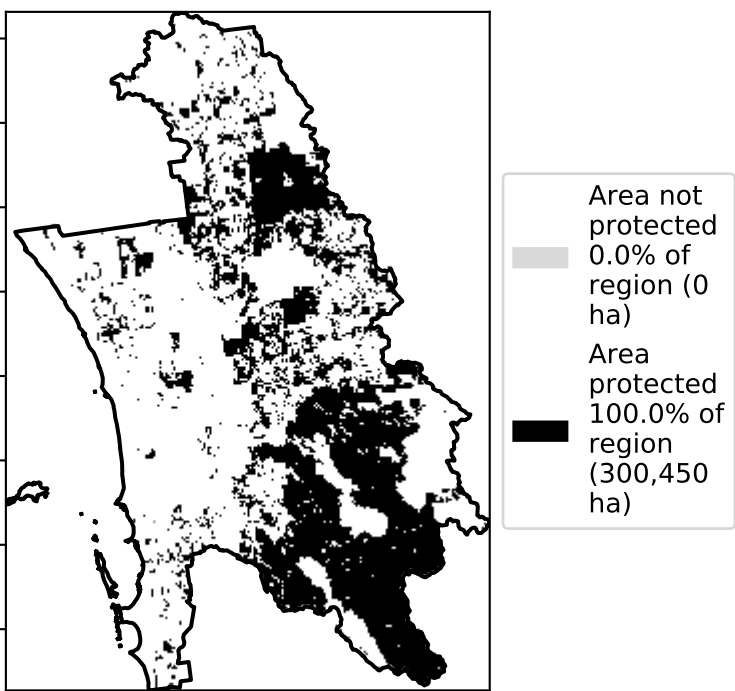 Area not
protected
0.0% of
region (0
ha)
Area
protected
100.0% of
region
(300,450
ha)